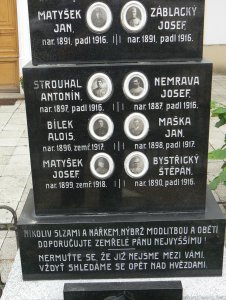 MATYSEK JAN, ZÁBLACKÝ JOSEF,
nar. 1891, padl 1916. nar. 1891, padl 1916.
STROUHAL ANTONÍN, NEMRAVA JOSEF,
nar. 1897, padl 1916. nar. 1887, padl 1916.
BÍLEK ALOIS, MAŠKA JAN,
nar. 1896, zemř. 1917. nar. 1898, padl 1917.
MATYSEK JOSEF, BYSTŘICKÝ ŠTĚPÁN,
nar. 1899, zemř. 1918. nar. 1890, padl 1916.
NIKOLIV SLZAMI A NÁŘKEM, NÝBRŽ MODLITBOU A OBĚTÍ
DOPORUČUJTE ZEMŘELÉ PÁNU NEJVYŠŠÍMU!
NERMUŤTE SE, ŽE JIŽ NEJSME MEZI VÁMI,
VŽDYŤ SHLEDÁME SE OPĚT NAD HVĚZDAMI.